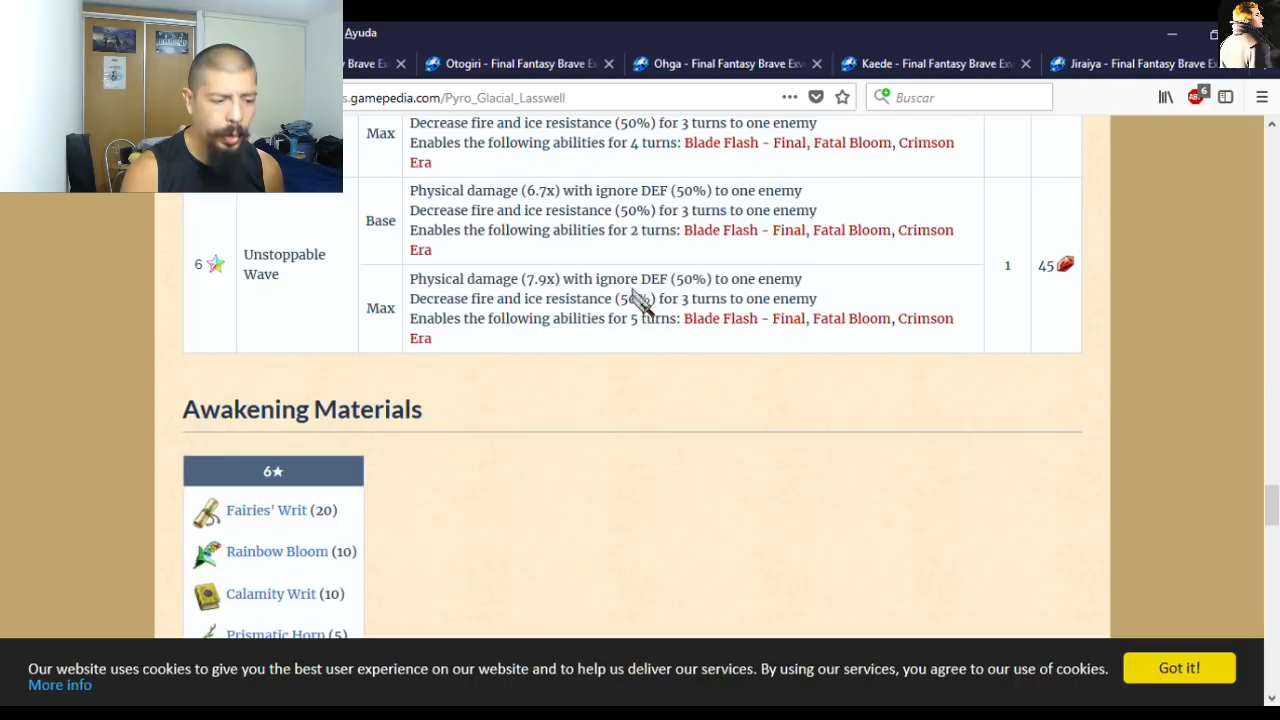 Ayuda
Brave Ex
Otogiri - Final Fantasy Brave Ex
Ohga - Final Fantasy Brave Exv
Kaede - Final Fantasy Brave Exv
Jiraiya - Final Fantasy Brave Ex
s.gamepedia.com/Pyro_Glacial_Lasswell
Buscar
6
Max
Decrease fire and ice resistance (50%) for 3 turns to one enemy
Enables the following abilities for 4 turns: Blade Flash - Final, Fatal Bloom, Crimson
Era
6
Unstoppable
Wave
Base
Physical damage (6.7x) with ignore DEF (50%) to one enemy
Decrease fire and ice resistance (50%) for 3 turns to one enemy
Enables the following abilities for 2 turns: Blade Flash - Final, Fatal Bloom, Crimson
Era
1
45
Max
Physical damage (7.9x) with ignore DEF (50%) to one enemy
Decrease fire and ice resistance (50%) for 3 turns to one enemy
Enables the following abilities for 5 turns: Blade Flash - Final, Fatal Bloom, Crimson
Era
Awakening Materials
6★
Fairies' Writ (20)
Rainbow Bloom (10)
Calamity Writ (10)
Prismatic Horn (5)
Our website uses cookies to give you the best user experience on our website and to help us deliver our services. By using our services, you agree to our use of cookies.
More info
Got it!